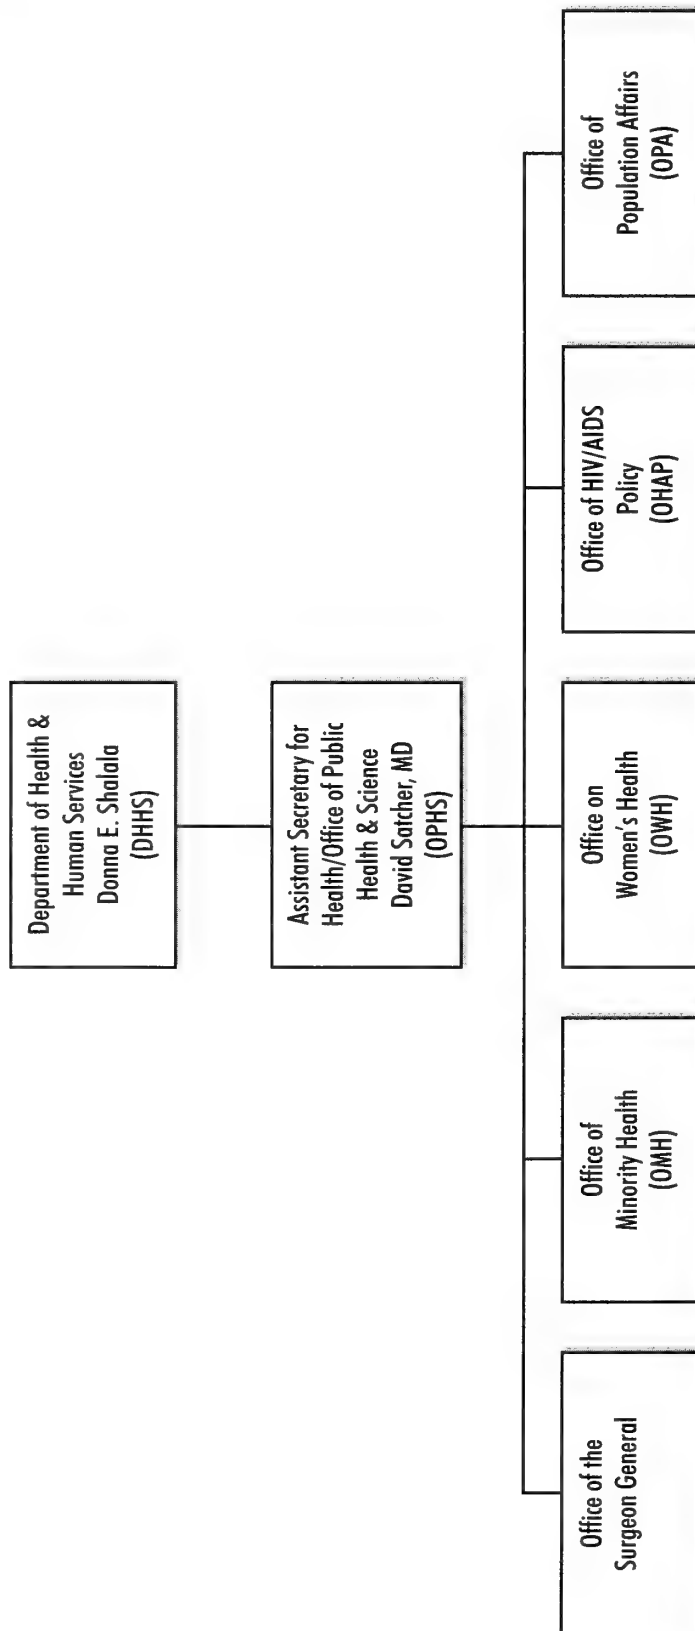 Department of Health &
Human Services
Donna E. Shalala
(DHHS)
Assistant Secretary for
Health/Office of Public
Health & Science
David Satcher, MD
(OPHS)
Office of the
Surgeon General
Office of
Minority Health
(OMH)
Office on
Women's Health
(OWH)
Office of HIV/AIDS
Policy
(OHAP)
Office of
Population Affairs
(OPA)